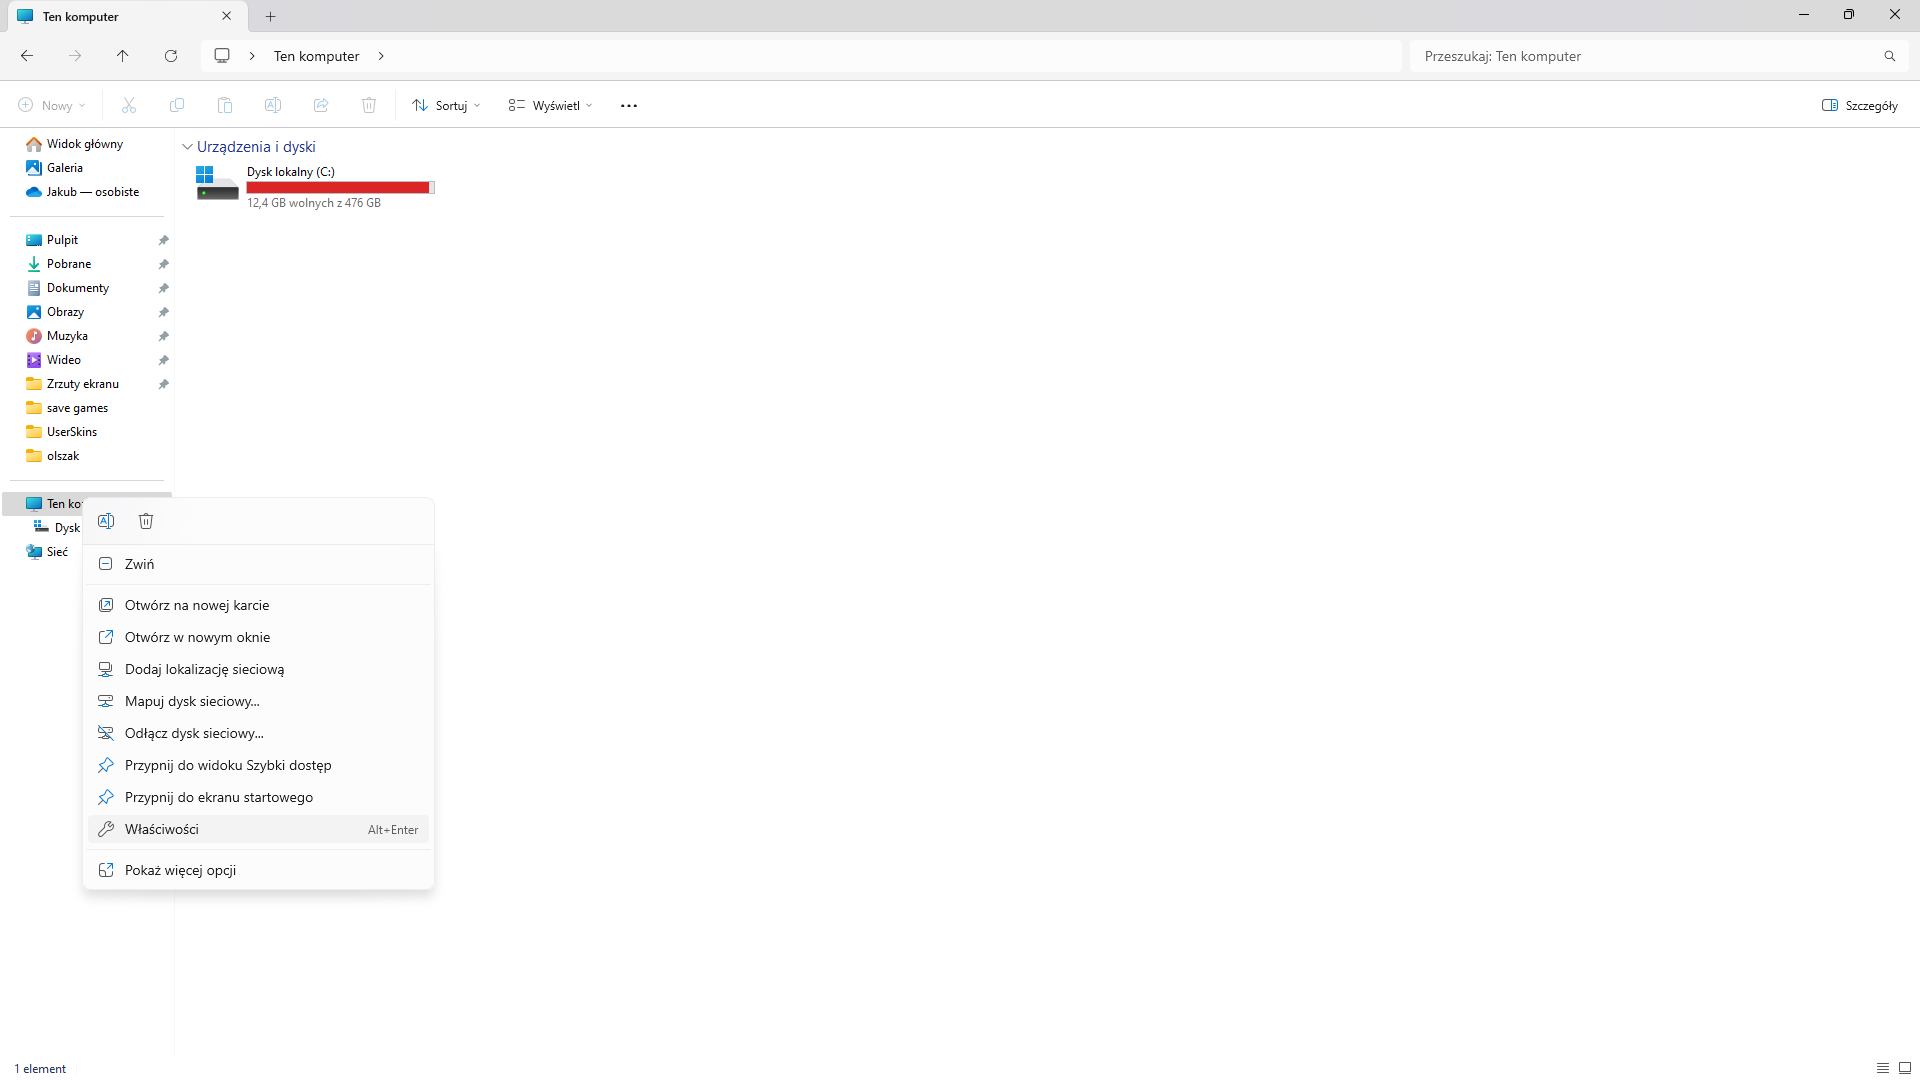 Ten komputer
Ten komputer
Przeszukaj: Ten komputer
Nowy
Sortuj
Wyświetl
Szczegóły
Widok główny
Galeria
Jakub — osobiste
Pulpit
Pobrane
Dokumenty
Obrazy
Muzyka
Wideo
Zrzuty ekranu
save games
UserSkins
olszak
Ten ko
Dysk
Sieć
Urządzenia i dyski
Dysk lokalny (C:)
12,4 GB wolnych z 476 GB
Zwiń
Otwórz na nowej karcie
Otwórz w nowym oknie
Dodaj lokalizację sieciową
Mapuj dysk sieciowy...
Odłącz dysk sieciowy...
Przypnij do widoku Szybki dostęp
Przypnij do ekranu startowego
Właściwości Alt+Enter
Pokaż więcej opcji
1 element